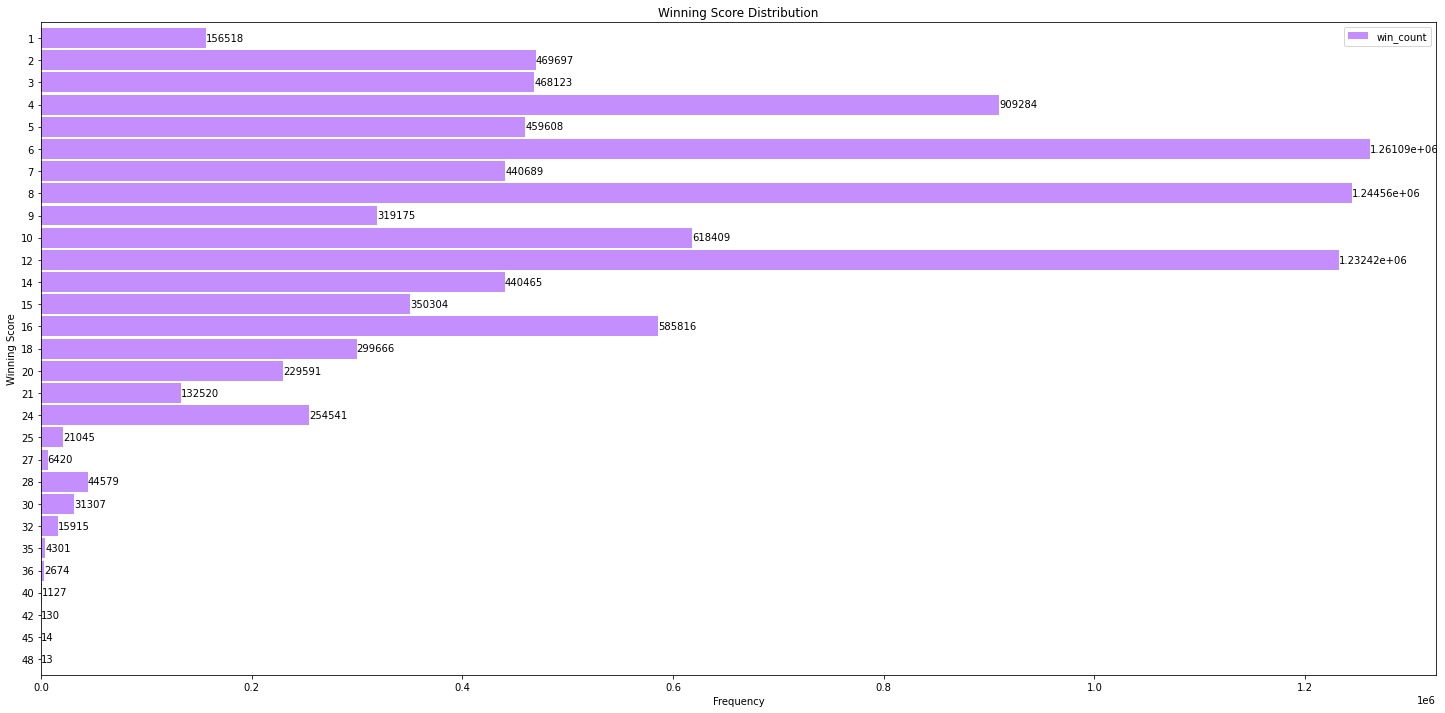 Winning Score Distribution
win_count
Winning Score
1 156518
2 469697
3 468123
4 909284
5 459608
6 1.26109e+06
7 440689
8 1.24456e+06
9 319175
10 618409
12 1.23242e+06
14 440465
15 350304
16 585816
18 299666
20 229591
21 132520
24 254541
25 21045
27 6420
28 44579
30 31307
32 15915
35 4301
36 2674
40 1127
42 130
45 14
48 13
0.0 0.2 0.4 0.6 0.8 1.0 1.2
1e6
Frequency